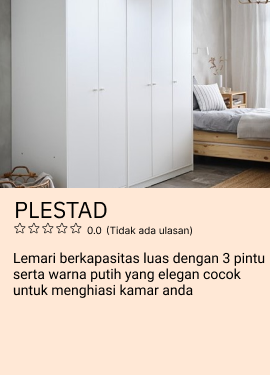 PLESTAD
0.0 (Tidak ada ulasan)
Lemari berkapasitas luas dengan 3 pintu
serta warna putih yang elegan cocok
untuk menghiasi kamar anda